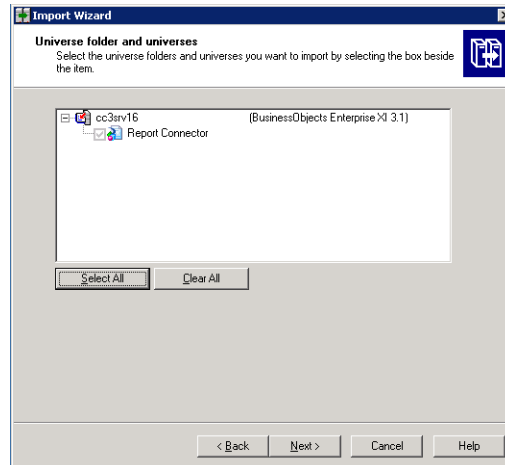 Import Wizard
Universe folder and universes
Select the universe folders and universes you want to import by selecting the box beside
the item.
cc3srv16 (BusinessObjects Enterprise XI 3.1)
Report Connector
Select All Clear All
< Back Next > Cancel Help